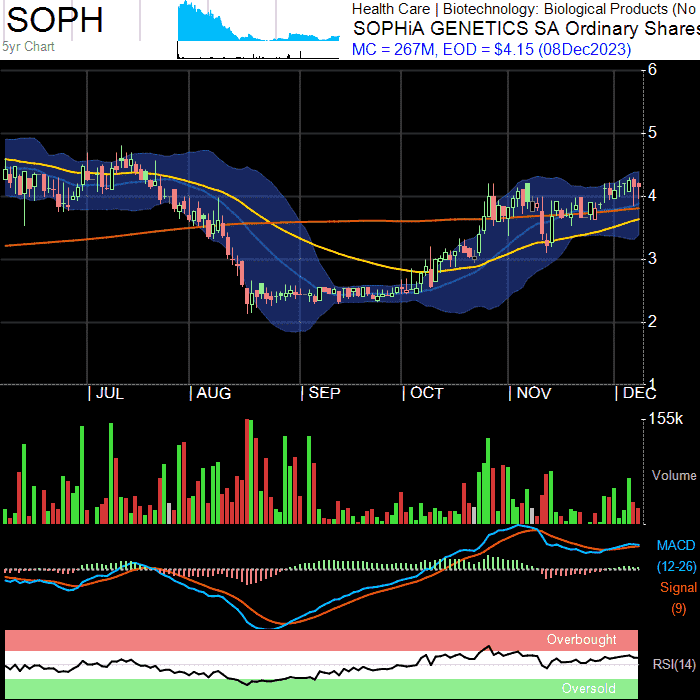 SOPH
5yr Chart
Health Care | Biotechnology: Biological Products (No
SOPHiA GENETICS SA Ordinary Shares
MC = 267M, EOD = $4.15 (08Dec2023)
6
5
4
3
2
1
| JUL | AUG | SEP | OCT | NOV | DEC
155k
Volume
MACD
(12-26)
Signal
(9)
Overbought
RSI(14)
Oversold